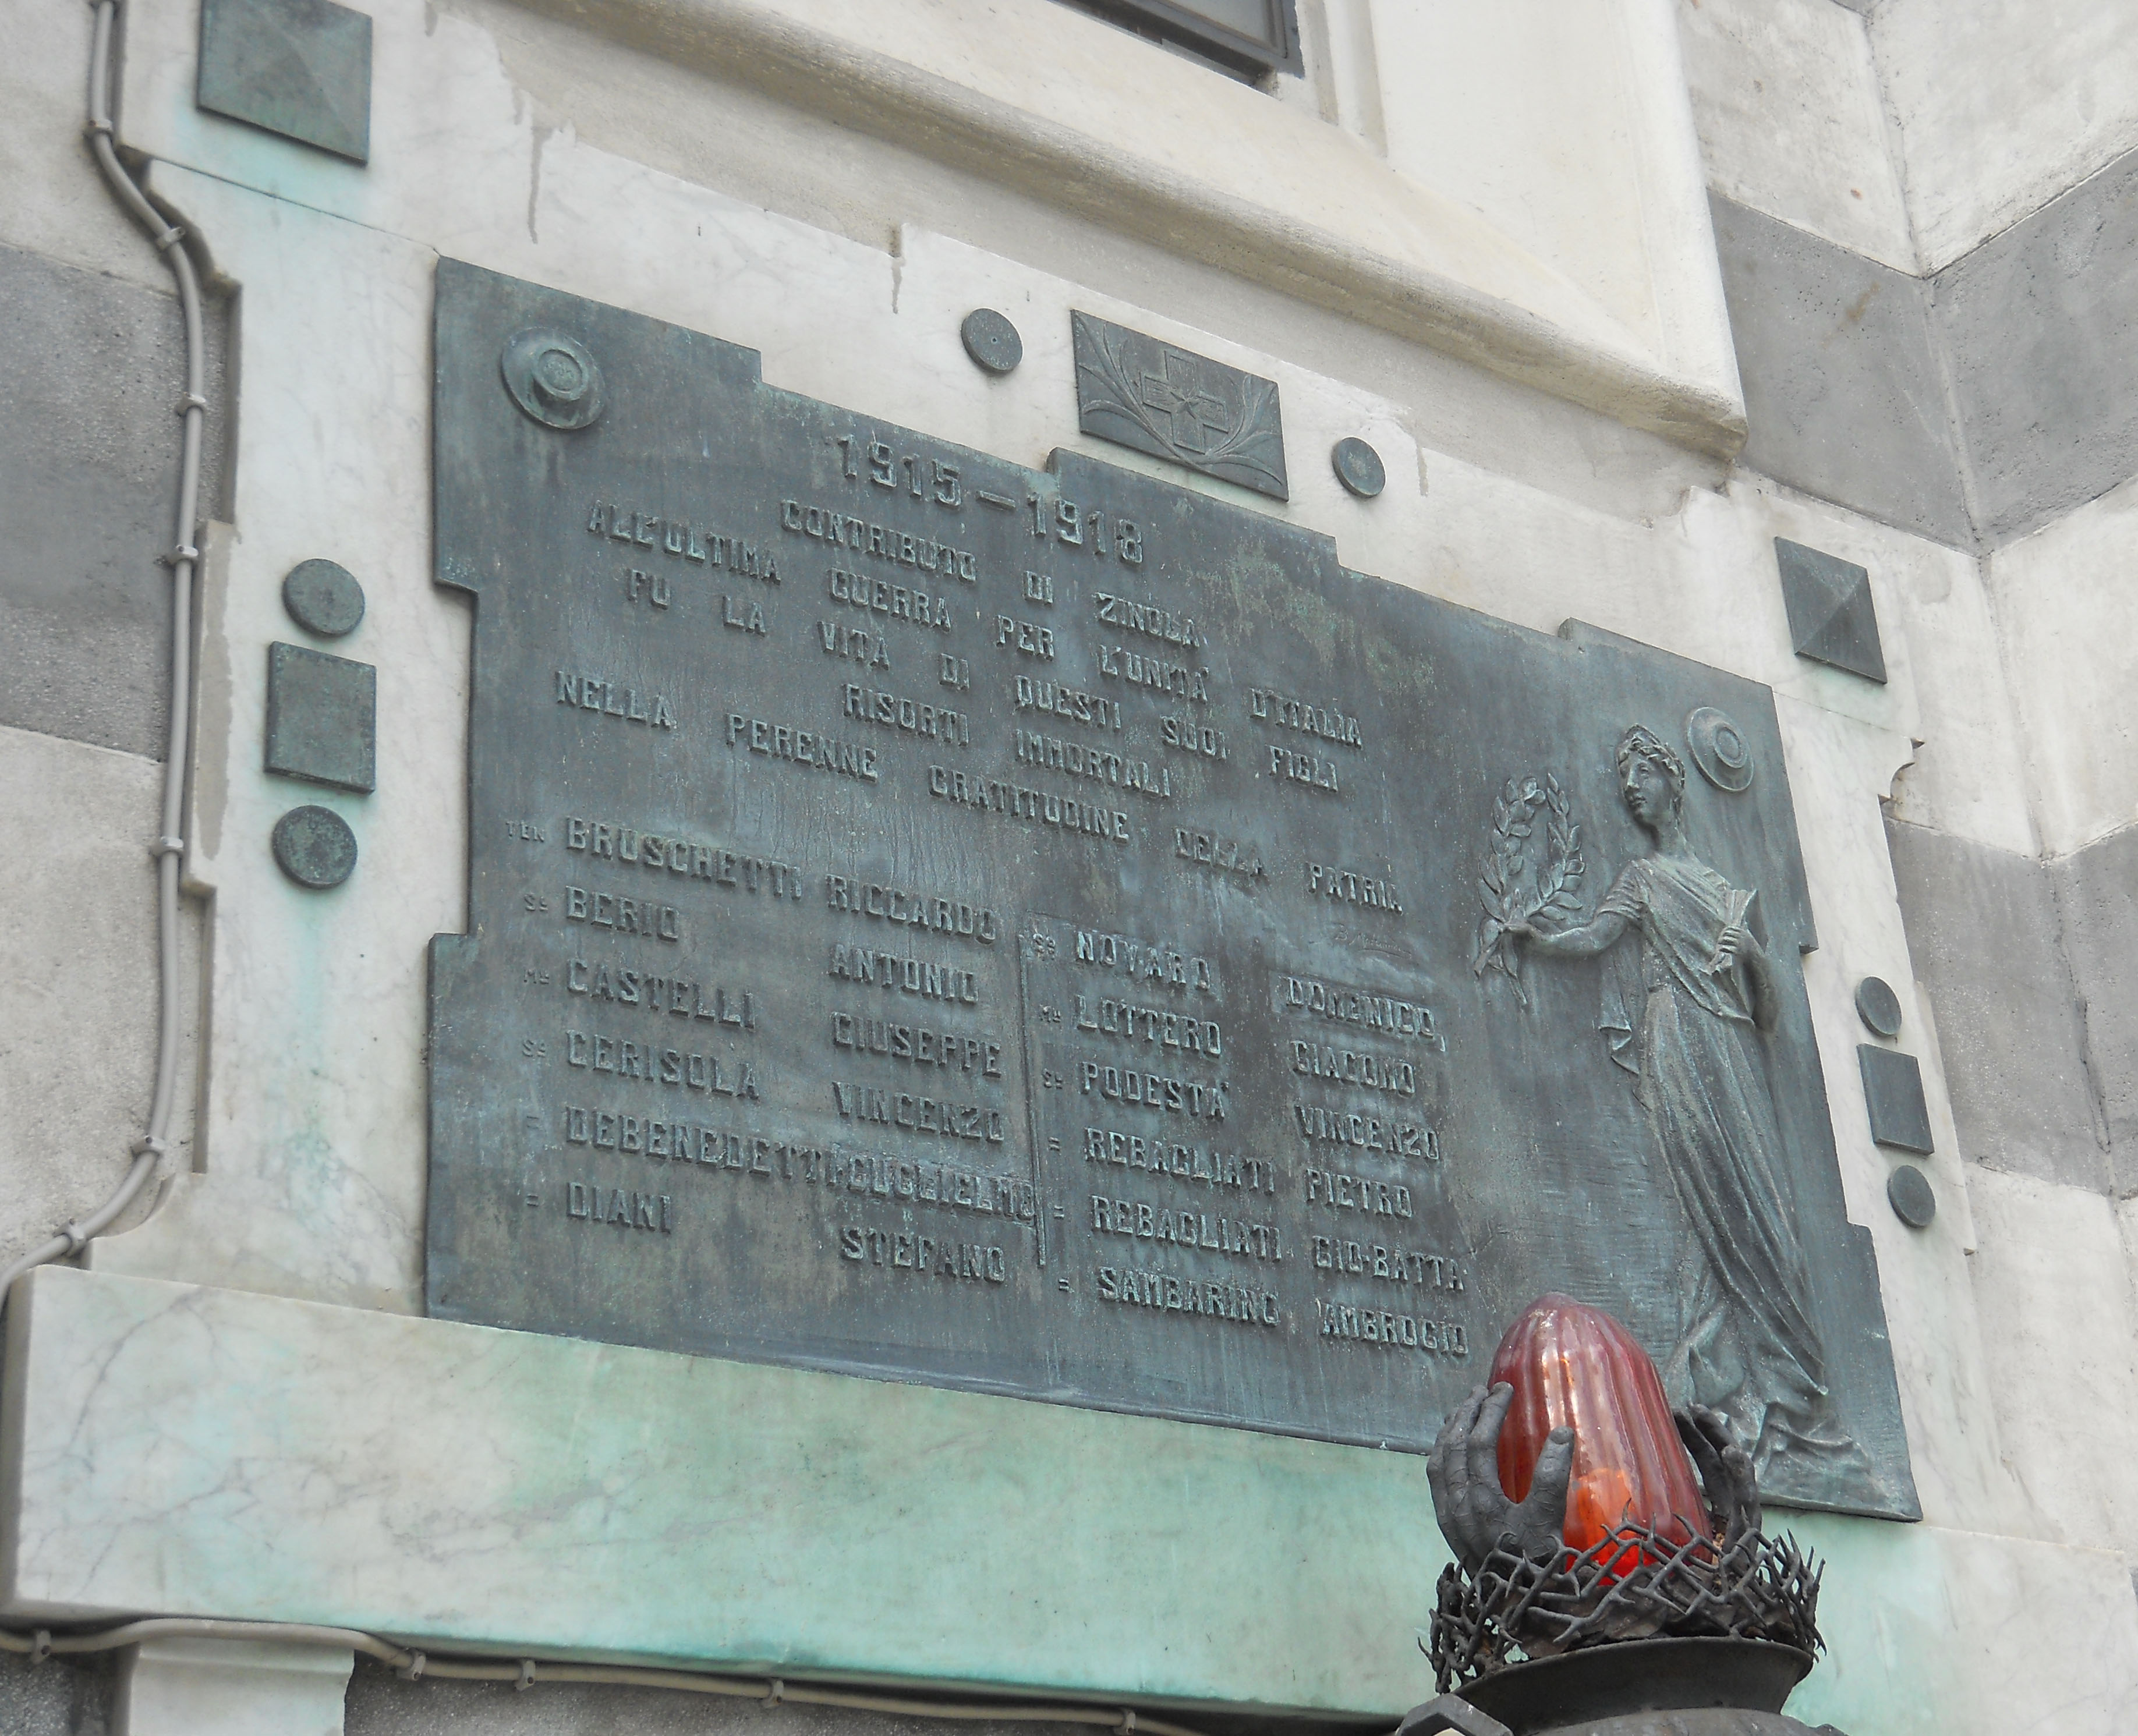 1915 — 1918
CONTRIBUTO DI ZINOLA
ALL'ULTIMA GUERRA PER L'UNITÀ D'ITALIA
FU LA VITA DI QUESTI SUOI FIGLI
RISORTI IMMORTALI
NELLA PERENNE GRATITUDINE DELLA PATRIA
TEN BRUSCHETTI RICCARDO
BERIO ANTONIO
CASTELLI GIUSEPPE
CERISOLA VINCENZO
= DEBENEDETTI GUGLIELMO
= DIANI STEFANO
NOVARO DOMENICO
LOTTERO GIACOMO
PODESTÀ VINCENZO
= REBAGLIATI PIETRO
= REBAGLIATI GIO·BATTA
= SAMBARINO AMBROGIO